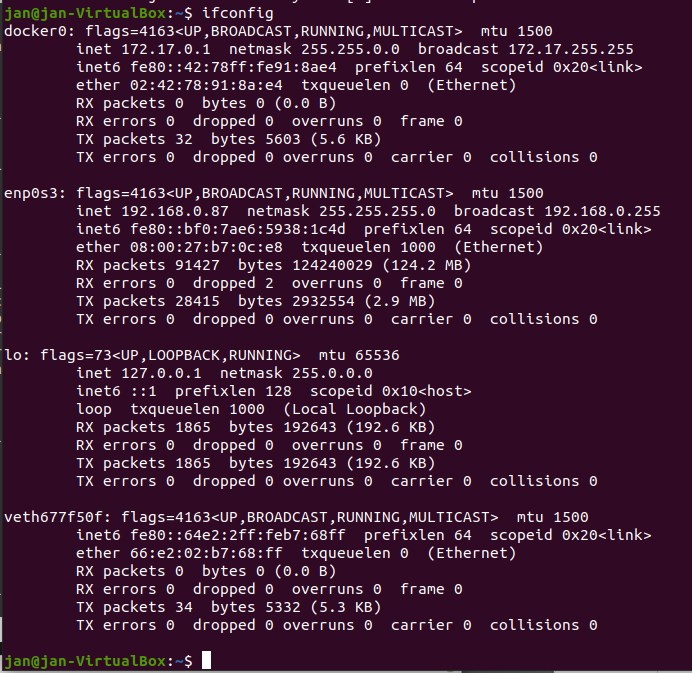 jan@jan-VirtualBox:~$ ifconfig
docker0: flags=4163<UP,BROADCAST,RUNNING,MULTICAST>  mtu 1500
        inet 172.17.0.1  netmask 255.255.0.0  broadcast 172.17.255.255
        inet6 fe80::42:78ff:fe91:8ae4  prefixlen 64  scopeid 0x20<link>
        ether 02:42:78:91:8a:e4  txqueuelen 0  (Ethernet)
        RX packets 0  bytes 0 (0.0 B)
        RX errors 0  dropped 0  overruns 0  frame 0
        TX packets 32  bytes 5603 (5.6 KB)
        TX errors 0  dropped 0 overruns 0  carrier 0  collisions 0

enp0s3: flags=4163<UP,BROADCAST,RUNNING,MULTICAST>  mtu 1500
        inet 192.168.0.87  netmask 255.255.255.0  broadcast 192.168.0.255
        inet6 fe80::bf0:7ae6:5938:1c4d  prefixlen 64  scopeid 0x20<link>
        ether 08:00:27:b7:0c:e8  txqueuelen 1000  (Ethernet)
        RX packets 91427  bytes 124240029 (124.2 MB)
        RX errors 0  dropped 2  overruns 0  frame 0
        TX packets 28415  bytes 2932554 (2.9 MB)
        TX errors 0  dropped 0 overruns 0  carrier 0  collisions 0

lo: flags=73<UP,LOOPBACK,RUNNING>  mtu 65536
        inet 127.0.0.1  netmask 255.0.0.0
        inet6 ::1  prefixlen 128  scopeid 0x10<host>
        loop  txqueuelen 1000  (Local Loopback)
        RX packets 1865  bytes 192643 (192.6 KB)
        RX errors 0  dropped 0  overruns 0  frame 0
        TX packets 1865  bytes 192643 (192.6 KB)
        TX errors 0  dropped 0 overruns 0  carrier 0  collisions 0

veth677f50f: flags=4163<UP,BROADCAST,RUNNING,MULTICAST>  mtu 1500
        inet6 fe80::64e2:2ff:feb7:68ff  prefixlen 64  scopeid 0x20<link>
        ether 66:e2:02:b7:68:ff  txqueuelen 0  (Ethernet)
        RX packets 0  bytes 0 (0.0 B)
        RX errors 0  dropped 0  overruns 0  frame 0
        TX packets 34  bytes 5332 (5.3 KB)
        TX errors 0  dropped 0 overruns 0  carrier 0  collisions 0

jan@jan-VirtualBox:~$